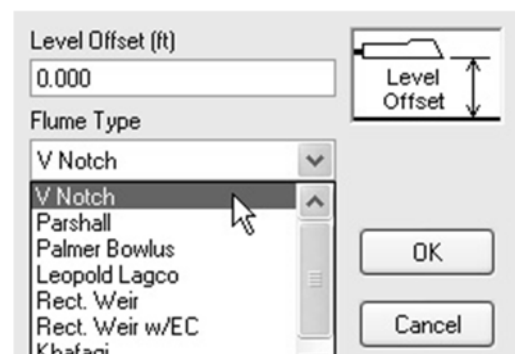 Level Offset (ft)
0.000
Level
Offset
Flume Type
V Notch
V Notch
Parshall
Palmer Bowlus
Leopold Lagco
Rect. Weir
Rect. Weir w/EC
Khafagi
OK
Cancel